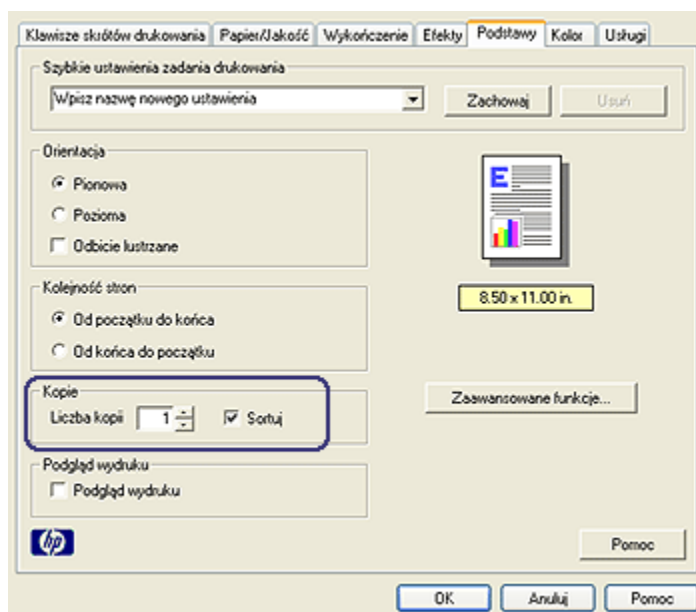 Klawisze skrótów drukowania Papier/Jakość Wykończenie Efekty Podstawy Kolor Usługi
Szybkie ustawienia zadania drukowania
Wpisz nazwę nowego ustawienia Zachowaj Usuń
Orientacja
Pionowa
Pozioma
Odbicie lustrzane
E
8.50 x 11.00 in.
Kolejność stron
Od początku do końca
Od końca do początku
Kopie
Liczba kopii 1 Sortuj
Zaawansowane funkcje...
Podgląd wydruku
Podgląd wydruku
hp
Pomoc
OK Anuluj Pomoc